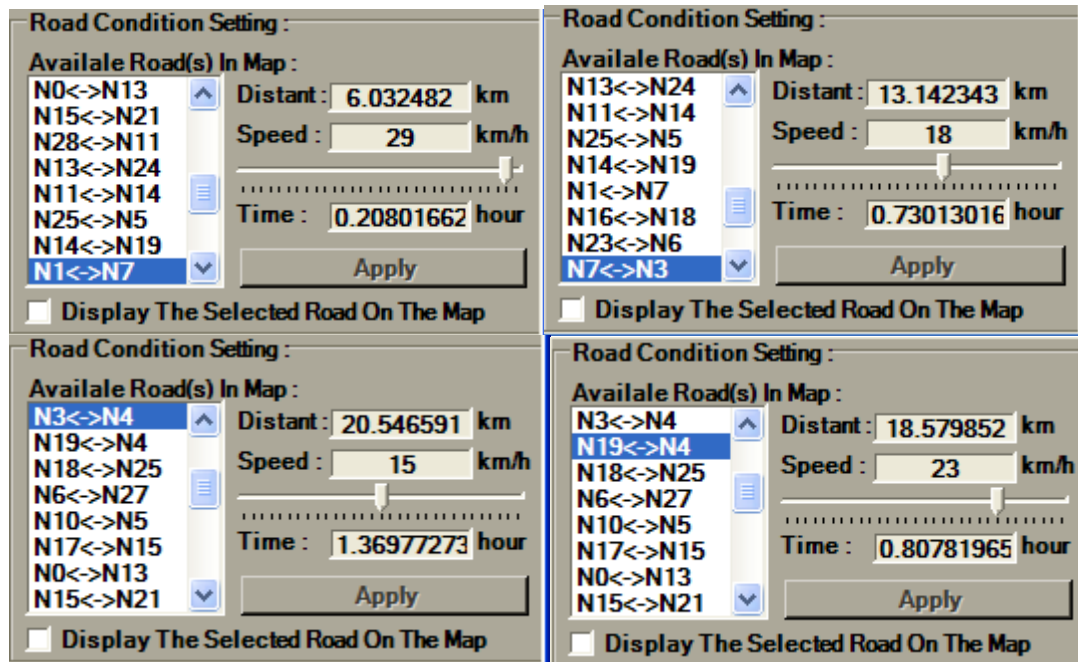 Road Condition Setting :
Availale Road(s) In Map :
N0<->N13
N15<->N21
N28<->N11
N13<->N24
N11<->N14
N25<->N5
N14<->N19
N1<->N7
Distant : 6.032482 km
Speed : 29 km/h
Time : 0.20801662 hour
Apply
Display The Selected Road On The Map
Road Condition Setting :
Availale Road(s) In Map :
N13<->N24
N11<->N14
N25<->N5
N14<->N19
N1<->N7
N16<->N18
N23<->N6
N7<->N3
Distant : 13.142343 km
Speed : 18 km/h
Time : 0.73013016 hour
Apply
Display The Selected Road On The Map
Road Condition Setting :
Availale Road(s) In Map :
N3<->N4
N19<->N4
N18<->N25
N6<->N27
N10<->N5
N17<->N15
N0<->N13
N15<->N21
Distant : 20.546591 km
Speed : 15 km/h
Time : 1.36977273 hour
Apply
Display The Selected Road On The Map
Road Condition Setting :
Availale Road(s) In Map :
N3<->N4
N19<->N4
N18<->N25
N6<->N27
N10<->N5
N17<->N15
N0<->N13
N15<->N21
Distant : 18.579852 km
Speed : 23 km/h
Time : 0.80781965 hour
Apply
Display The Selected Road On The Map